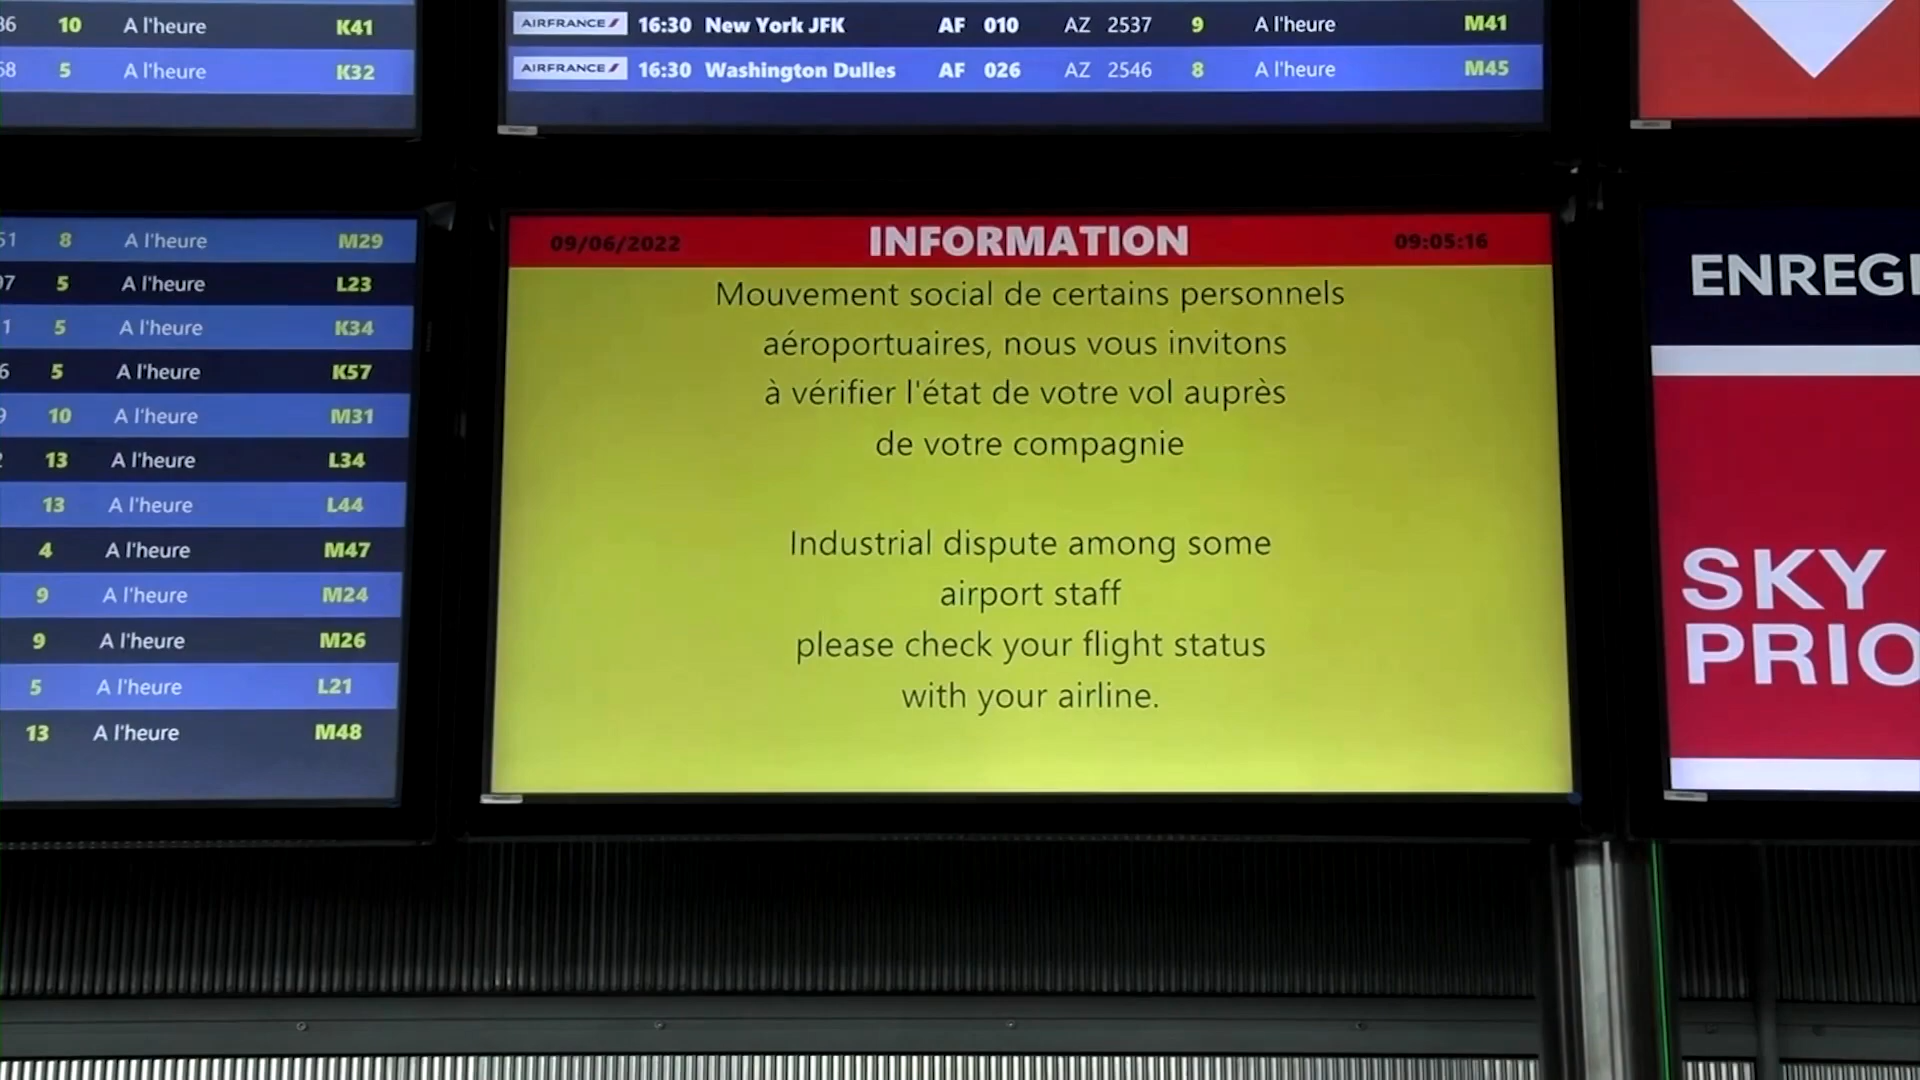 10 A l'heure K41
5 A l'heure K32
AIRFRANCE 16:30 New York JFK AF 010 AZ 2537 9 A l'heure M41
AIRFRANCE 16:30 Washington Dulles AF 026 AZ 2546 8 A l'heure M45
8 A l'heure M29
5 A l'heure L23
5 A l'heure K34
5 A l'heure K57
10 A l'heure M31
13 A l'heure L34
13 A l'heure L44
4 A l'heure M47
9 A l'heure M24
9 A l'heure M26
5 A l'heure L21
13 A l'heure M48
09/06/2022 INFORMATION 09:05:16
Mouvement social de certains personnels
aéroportuaires, nous vous invitons
à vérifier l'état de votre vol auprès
de votre compagnie
Industrial dispute among some
airport staff
please check your flight status
with your airline.
ENREGI
SKY
PRIO